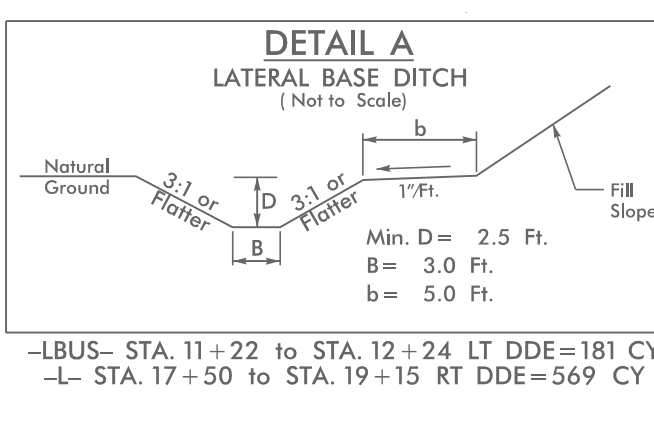 DETAIL A
LATERAL BASE DITCH
( Not to Scale)
b
Natural
Ground
3:1 or
Flatter
D
3:1 or
Flatter
1"/Ft.
B
Fill
Slope
Min. D = 2.5 Ft.
B = 3.0 Ft.
b = 5.0 Ft.
–LBUS– STA. 11+22 to STA. 12+24 LT DDE=181 CY
–L– STA. 17+50 to STA. 19+15 RT DDE=569 CY